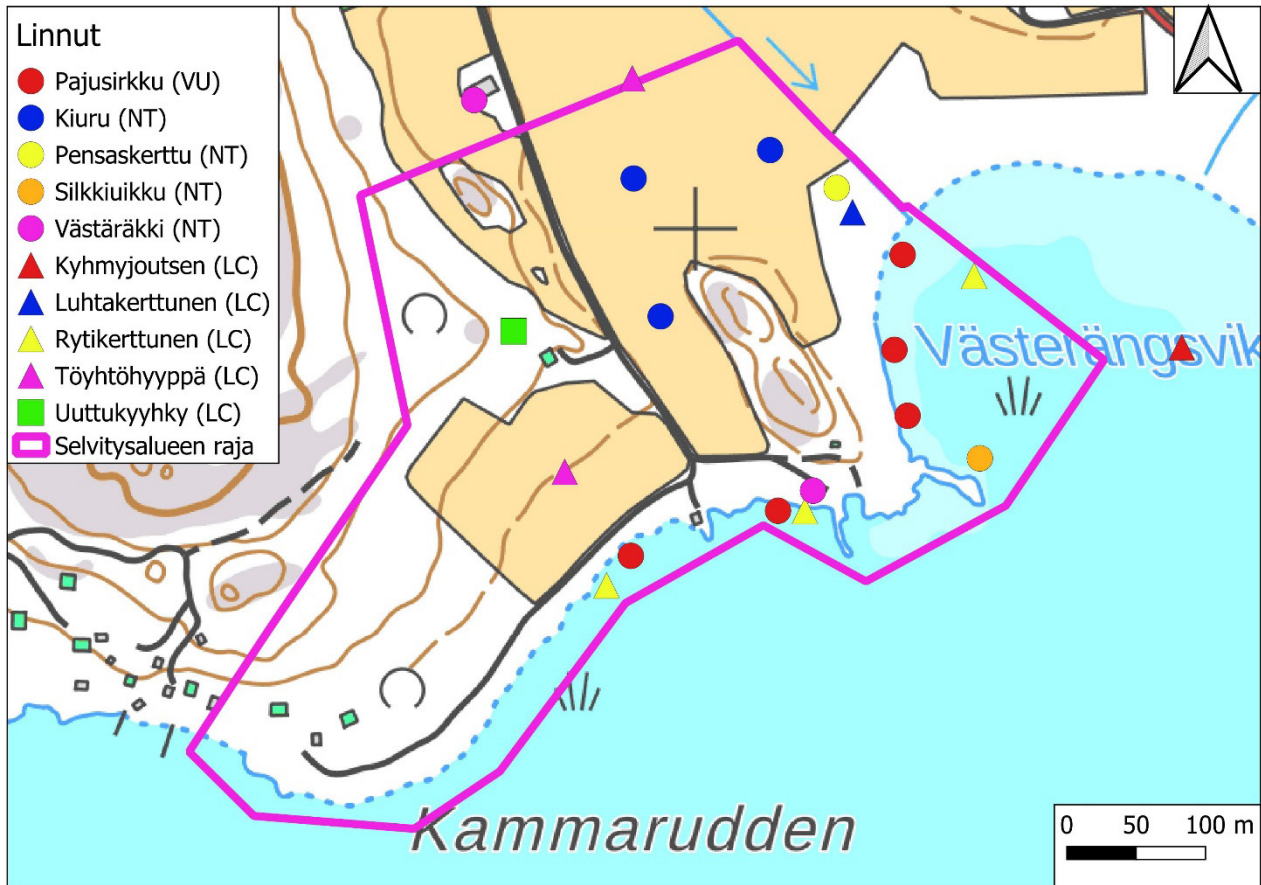 Linnut
Pajusirkku (VU)
Kiuru (NT)
Pensaskerttu (NT)
Silkkiuikku (NT)
Västäräkki (NT)
Kyhmyjoutsen (LC)
Luhtakerttunen (LC)
Rytikerttunen (LC)
Töyhtöhyyppä (LC)
Uuttukyyhky (LC)
Selvitysalueen raja
Västerängsvik
Kammarudden
0 50 100 m